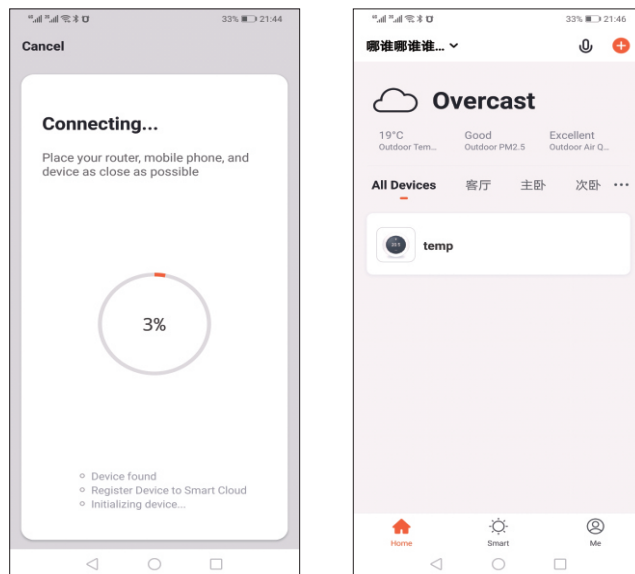 33% 21:44
Cancel
Connecting...
Place your router, mobile phone, and
device as close as possible
3%
Device found
Register Device to Smart Cloud
Initializing device...
33% 21:46
哪谁哪谁谁...
Overcast
19°C Good Excellent
Outdoor Tem... Outdoor PM2.5 Outdoor Air Q...
All Devices 客厅 主卧 次卧 ...
temp
Home Smart Me